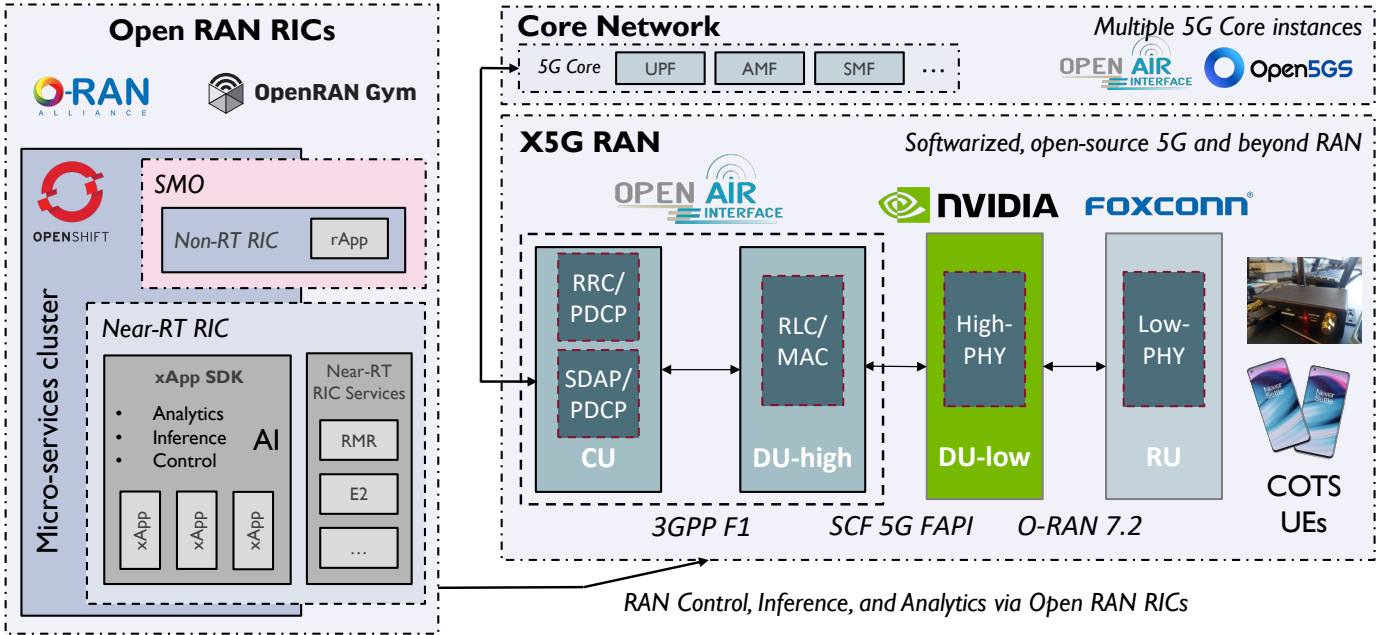 Open RAN RICs
O-RAN
ALLIANCE
OpenRAN Gym
OPENSHIFT
SMO
Non-RT RIC
rApp
Micro-services cluster
Near-RT RIC
xApp SDK
• Analytics
• Inference
• Control
AI
xApp
xApp
xApp
Near-RT
RIC Services
RMR
E2
...
Core Network
Multiple 5G Core instances
5G Core
UPF
AMF
SMF
...
OPEN AIR
INTERFACE
Open5GS
X5G RAN
Softwarized, open-source 5G and beyond RAN
OPEN AIR
INTERFACE
NVIDIA
FOXCONN®
RRC/
PDCP
SDAP/
PDCP
CU
RLC/
MAC
DU-high
High-
PHY
DU-low
Low-
PHY
RU
Never
Settle
Never
Settle
COTS
UEs
3GPP F1
SCF 5G FAPI
O-RAN 7.2
RAN Control, Inference, and Analytics via Open RAN RICs